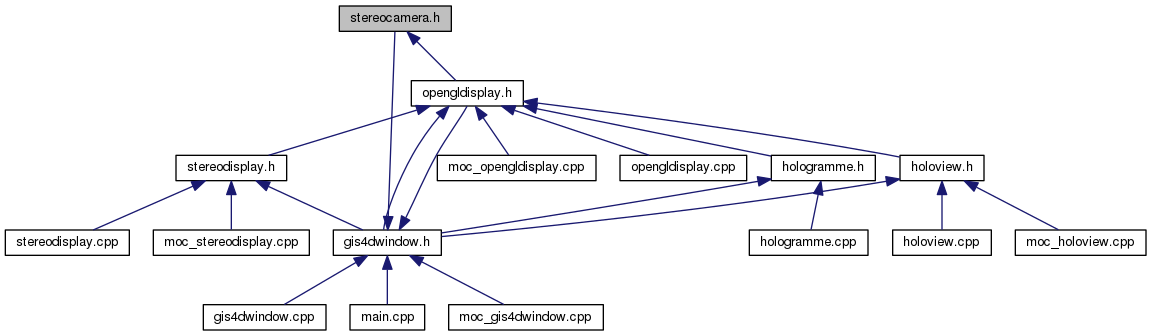 stereocamera.h
opengldisplay.h
stereodisplay.h
moc_opengldisplay.cpp
opengldisplay.cpp
hologramme.h
holoview.h
stereodisplay.cpp
moc_stereodisplay.cpp
gis4dwindow.h
hologramme.cpp
holoview.cpp
moc_holoview.cpp
gis4dwindow.cpp
main.cpp
moc_gis4dwindow.cpp